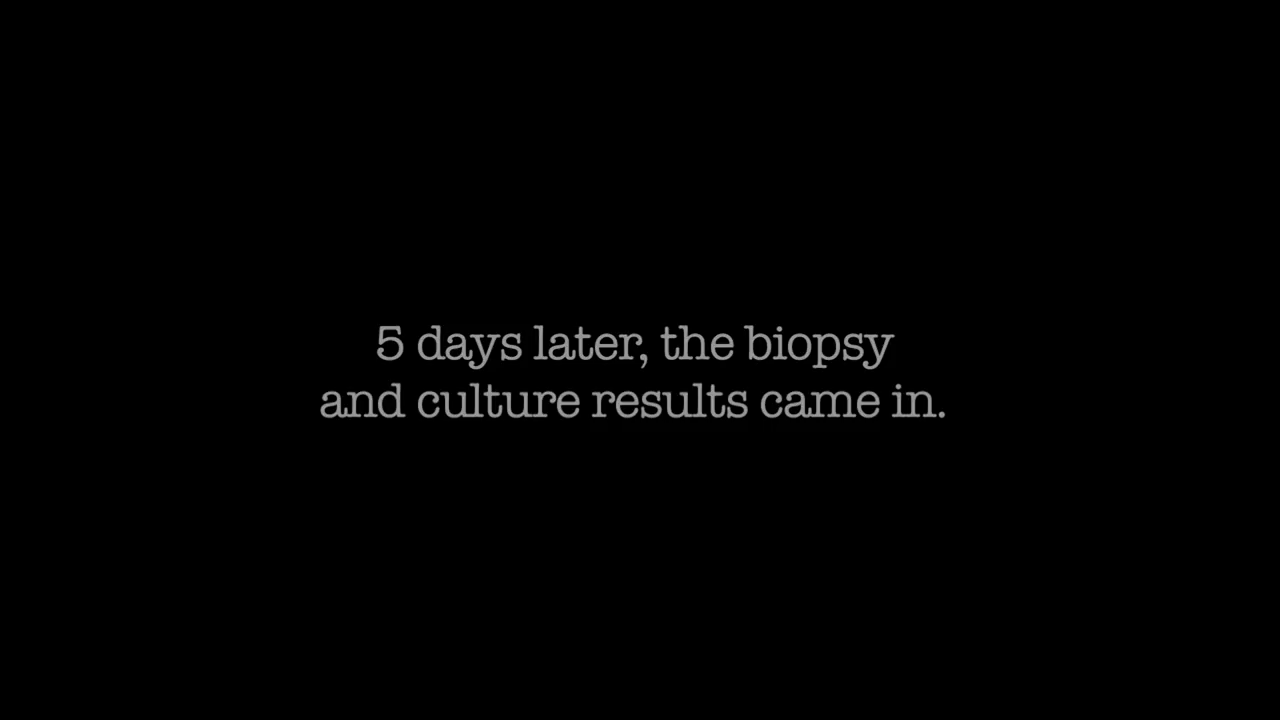 5 days later, the biopsy
and culture results came in.